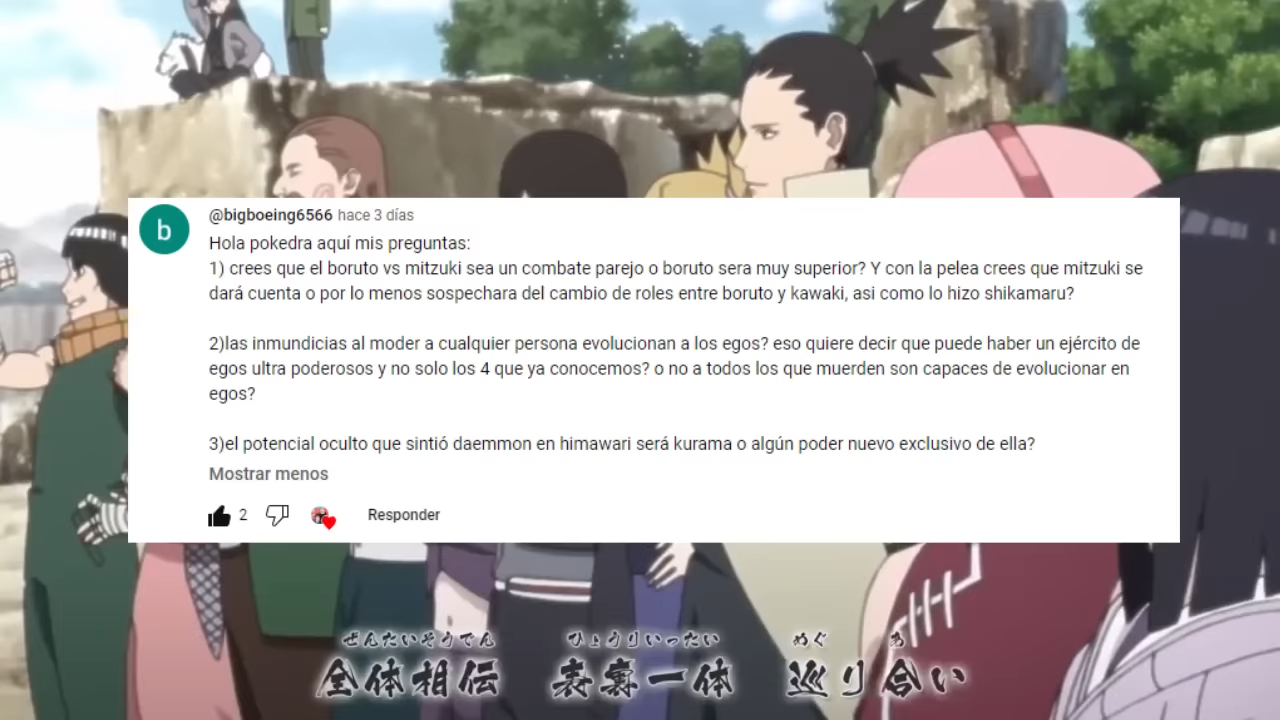 b
@bigboeing6566 hace 3 días
Hola pokedra aquí mis preguntas:
1) crees que el boruto vs mitzuki sea un combate parejo o boruto sera muy superior? Y con la pelea crees que mitzuki se
dará cuenta o por lo menos sospechara del cambio de roles entre boruto y kawaki, asi como lo hizo shikamaru?
2)las inmundicias al moder a cualquier persona evolucionan a los egos? eso quiere decir que puede haber un ejército de
egos ultra poderosos y no solo los 4 que ya conocemos? o no a todos los que muerden son capaces de evolucionar en
egos?
3)el potencial oculto que sintió daemmon en himawari será kurama o algún poder nuevo exclusivo de ella?
Mostrar menos
2 Responder
ぜんたいそうでん ひょうりいったい めぐ あ
全体相伝 表裏一体 巡り合い